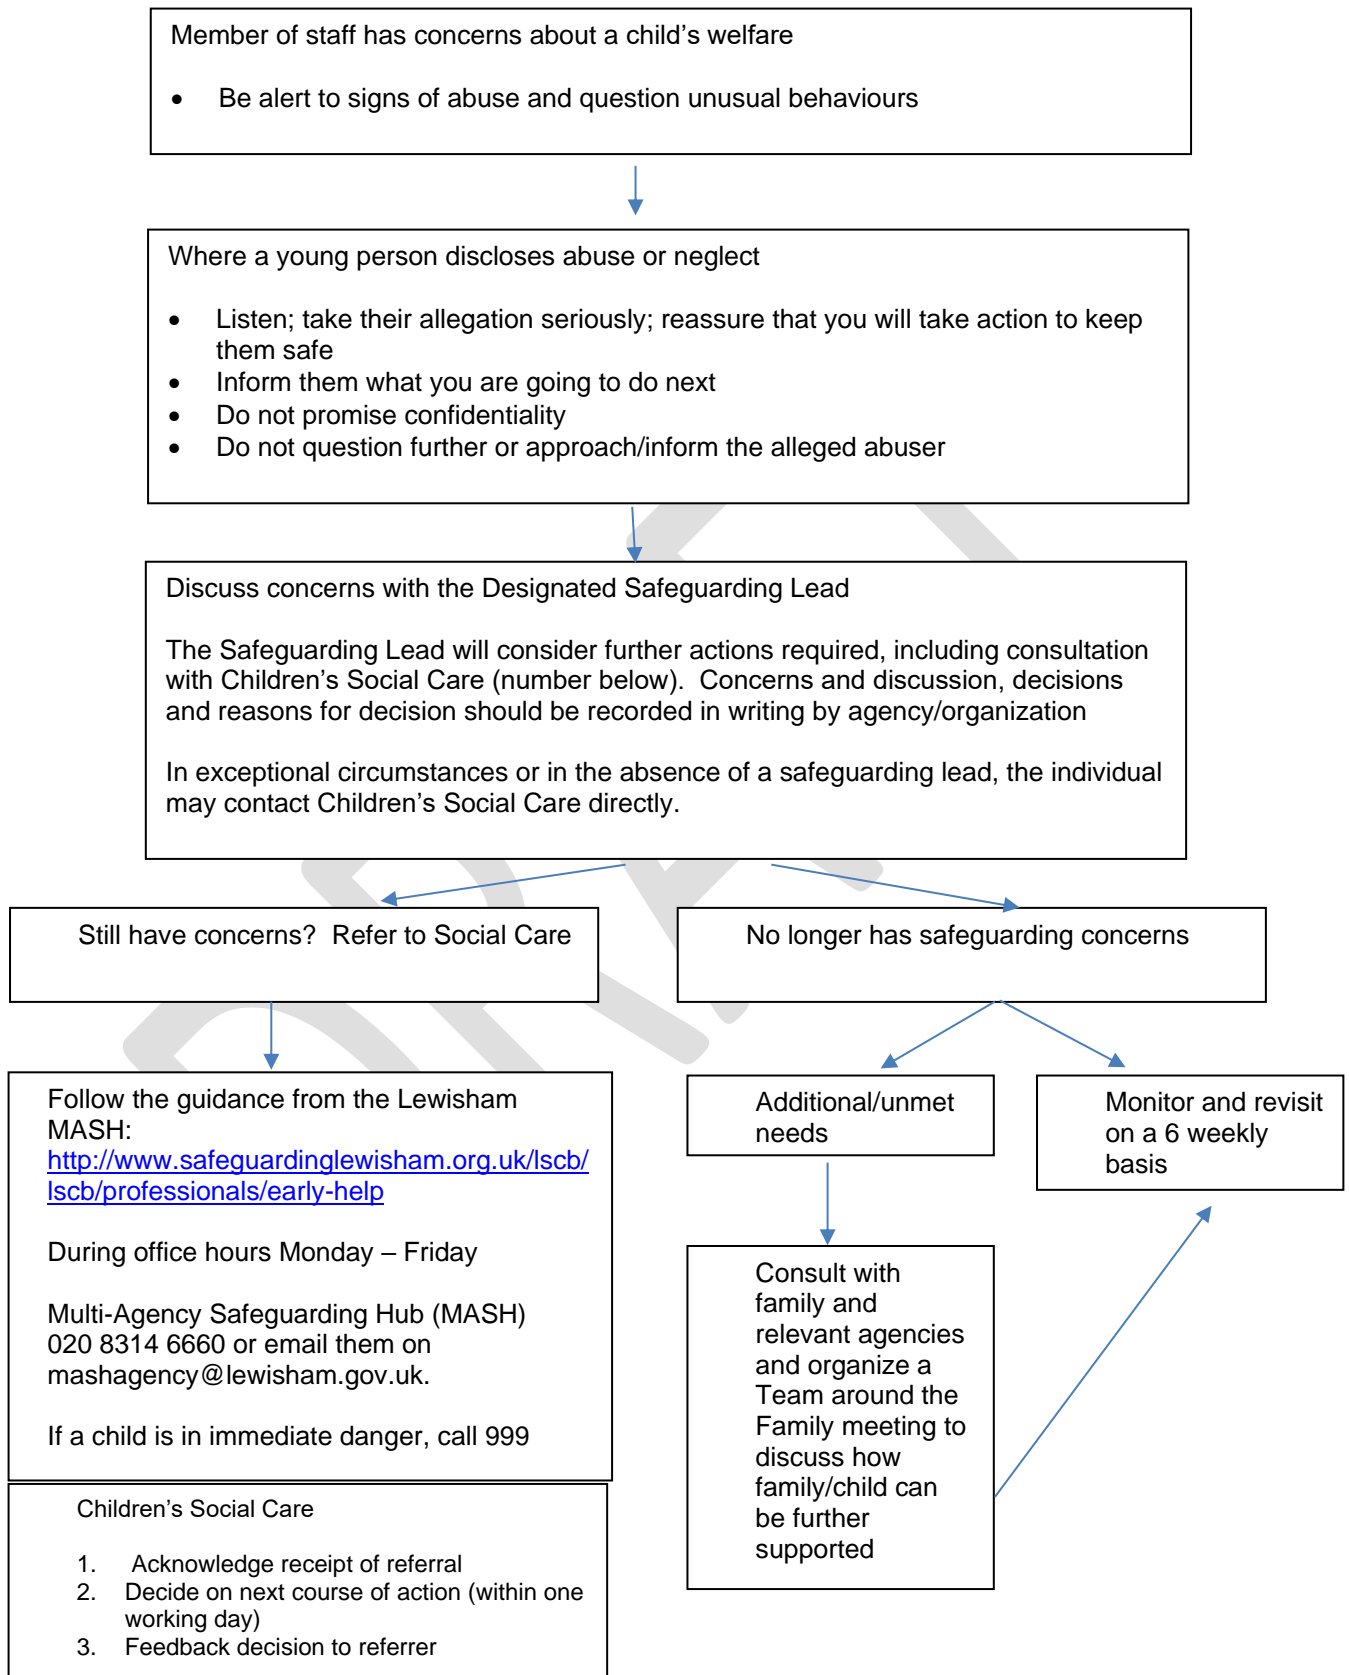 Member of staff has concerns about a child’s welfare
• Be alert to signs of abuse and question unusual behaviours
Where a young person discloses abuse or neglect
• Listen; take their allegation seriously; reassure that you will take action to keep
them safe
• Inform them what you are going to do next
• Do not promise confidentiality
• Do not question further or approach/inform the alleged abuser
Discuss concerns with the Designated Safeguarding Lead
The Safeguarding Lead will consider further actions required, including consultation
with Children’s Social Care (number below).  Concerns and discussion, decisions
and reasons for decision should be recorded in writing by agency/organization
In exceptional circumstances or in the absence of a safeguarding lead, the individual
may contact Children’s Social Care directly.
Still have concerns?  Refer to Social Care
No longer has safeguarding concerns
Follow the guidance from the Lewisham
MASH:
http://www.safeguardinglewisham.org.uk/lscb/
lscb/professionals/early-help
During office hours Monday – Friday
Multi-Agency Safeguarding Hub (MASH)
020 8314 6660 or email them on
mashagency@lewisham.gov.uk.
If a child is in immediate danger, call 999
Children’s Social Care
1. Acknowledge receipt of referral
2. Decide on next course of action (within one
working day)
3. Feedback decision to referrer
Additional/unmet
needs
Monitor and revisit
on a 6 weekly
basis
Consult with
family and
relevant agencies
and organize a
Team around the
Family meeting to
discuss how
family/child can
be further
supported
DRAFT